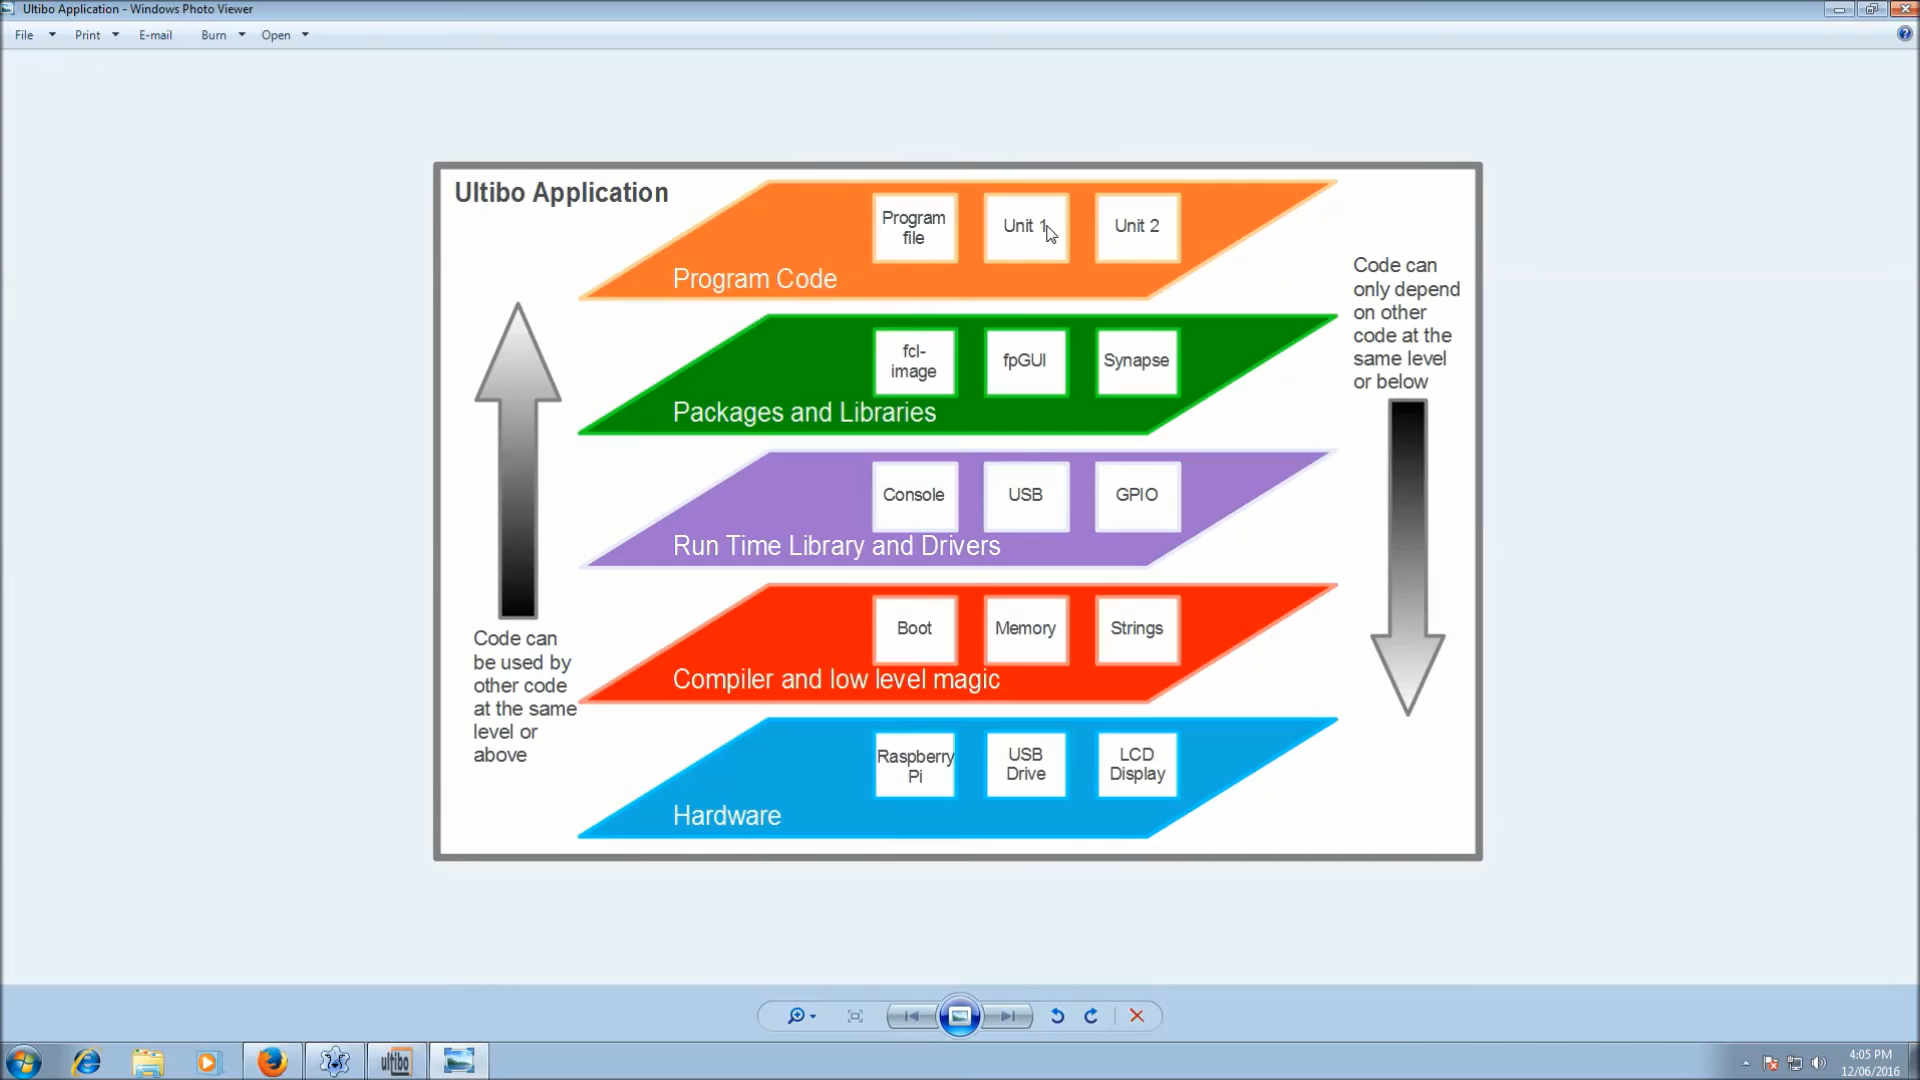 Ultibo Application - Windows Photo Viewer
File Print E-mail Burn Open
Ultibo Application
Program
file
Unit 1
Unit 2
Program Code
fcl-
image
fpGUI
Synapse
Packages and Libraries
Console
USB
GPIO
Run Time Library and Drivers
Boot
Memory
Strings
Compiler and low level magic
Raspberry
Pi
USB
Drive
LCD
Display
Hardware
Code can
be used by
other code
at the same
level or
above
Code can
only depend
on other
code at the
same level
or below
ultibo
4:05 PM
12/06/2016